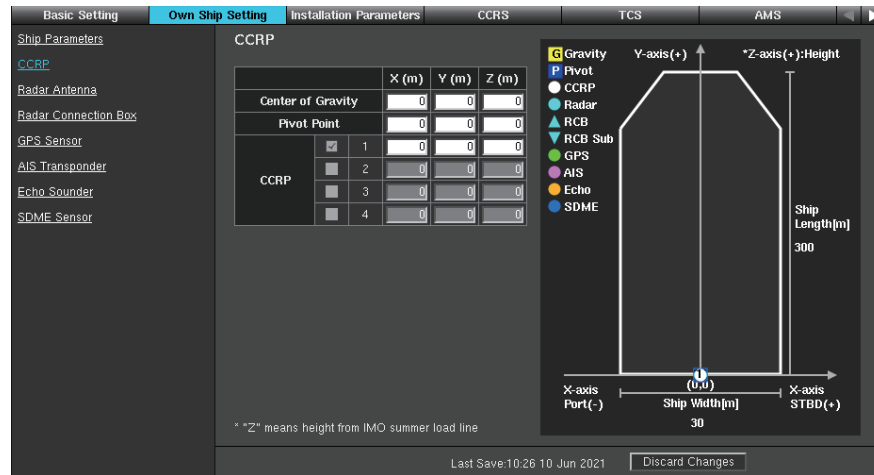 Basic Setting Own Ship Setting Installation Parameters CCRS TCS AMS
Ship Parameters
CCRP
Radar Antenna
Radar Connection Box
GPS Sensor
AIS Transponder
Echo Sounder
SDME Sensor
CCRP
X (m) Y (m) Z (m)
Center of Gravity 0 0 0
Pivot Point 0 0 0
CCRP
1 0 0 0
2 0 0 0
3 0 0 0
4 0 0 0
* "Z" means height from IMO summer load line
G Gravity
P Pivot
CCRP
Radar
RCB
RCB Sub
GPS
AIS
Echo
SDME
Y-axis(+)
*Z-axis(+):Height
Ship
Length[m]
300
(0,0)
X-axis
Port(-)
Ship Width[m]
30
X-axis
STBD(+)
Last Save:10:26 10 Jun 2021
Discard Changes